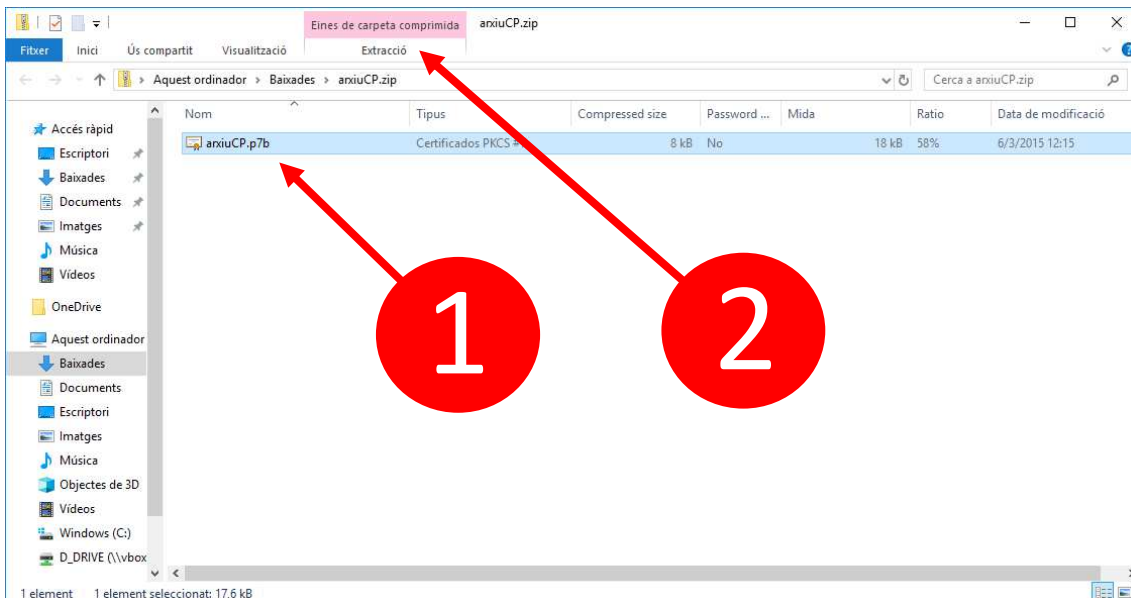 Eines de carpeta comprimida arxiuCP.zip
Fitxer Inici Ús compartit Visualització Extracció
Aquest ordinador > Baixades > arxiuCP.zip Cerca a arxiuCP.zip
Nom Tipus Compressed size Password ... Mida Ratio Data de modificació
arxiuCP.p7b Certificados PKCS # 8 kB No 18 kB 58% 6/3/2015 12:15
Accés ràpid
Escriptori
Baixades
Documents
Imatges
Música
Vídeos
OneDrive
Aquest ordinador
Baixades
Documents
Escriptori
Imatges
Música
Objectes de 3D
Vídeos
Windows (C:)
D_DRIVE (\\vbox
1 2
1 element 1 element seleccionat: 17,6 kB